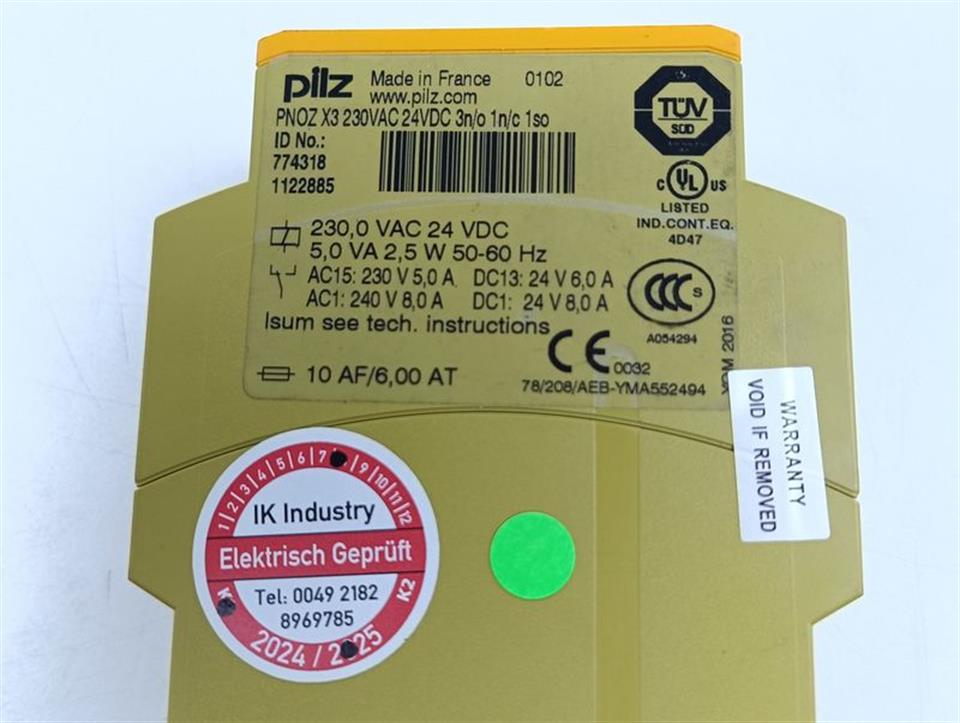 pilz Made in France 0102
www.pilz.com
PNOZ X3 230VAC 24VDC 3n/o 1n/c 1so
ID No.:
774318
1122885
230,0 VAC 24 VDC
5,0 VA 2,5 W 50-60 Hz
AC15: 230 V 5,0 A DC13: 24 V 6,0 A
AC1: 240 V 8,0 A DC1: 24 V 8,0 A
Isum see tech. instructions
10 AF/6,00 AT
CE 0032
78/208/AEB-YMA552494
TÜV
SÜD
C UL US
LISTED
IND.CONT.EQ.
4D47
CCC S
A054294
2016
WARRANTY
VOID IF REMOVED
1 2 3 4 5 6 7 9 10 11 12
IK Industry
Elektrisch Geprüft
Tel: 0049 2182
8969785
K2
2024 / 2025